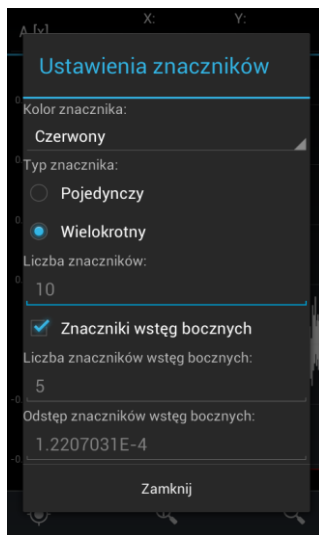 X: Y:
A [x]
Ustawienia znaczników
Kolor znacznika:
Czerwony
Typ znacznika:
Pojedynczy
Wielokrotny
Liczba znaczników:
10
Znaczniki wstęg bocznych
Liczba znaczników wstęg bocznych:
5
Odstęp znaczników wstęg bocznych:
1.2207031E-4
Zamknij